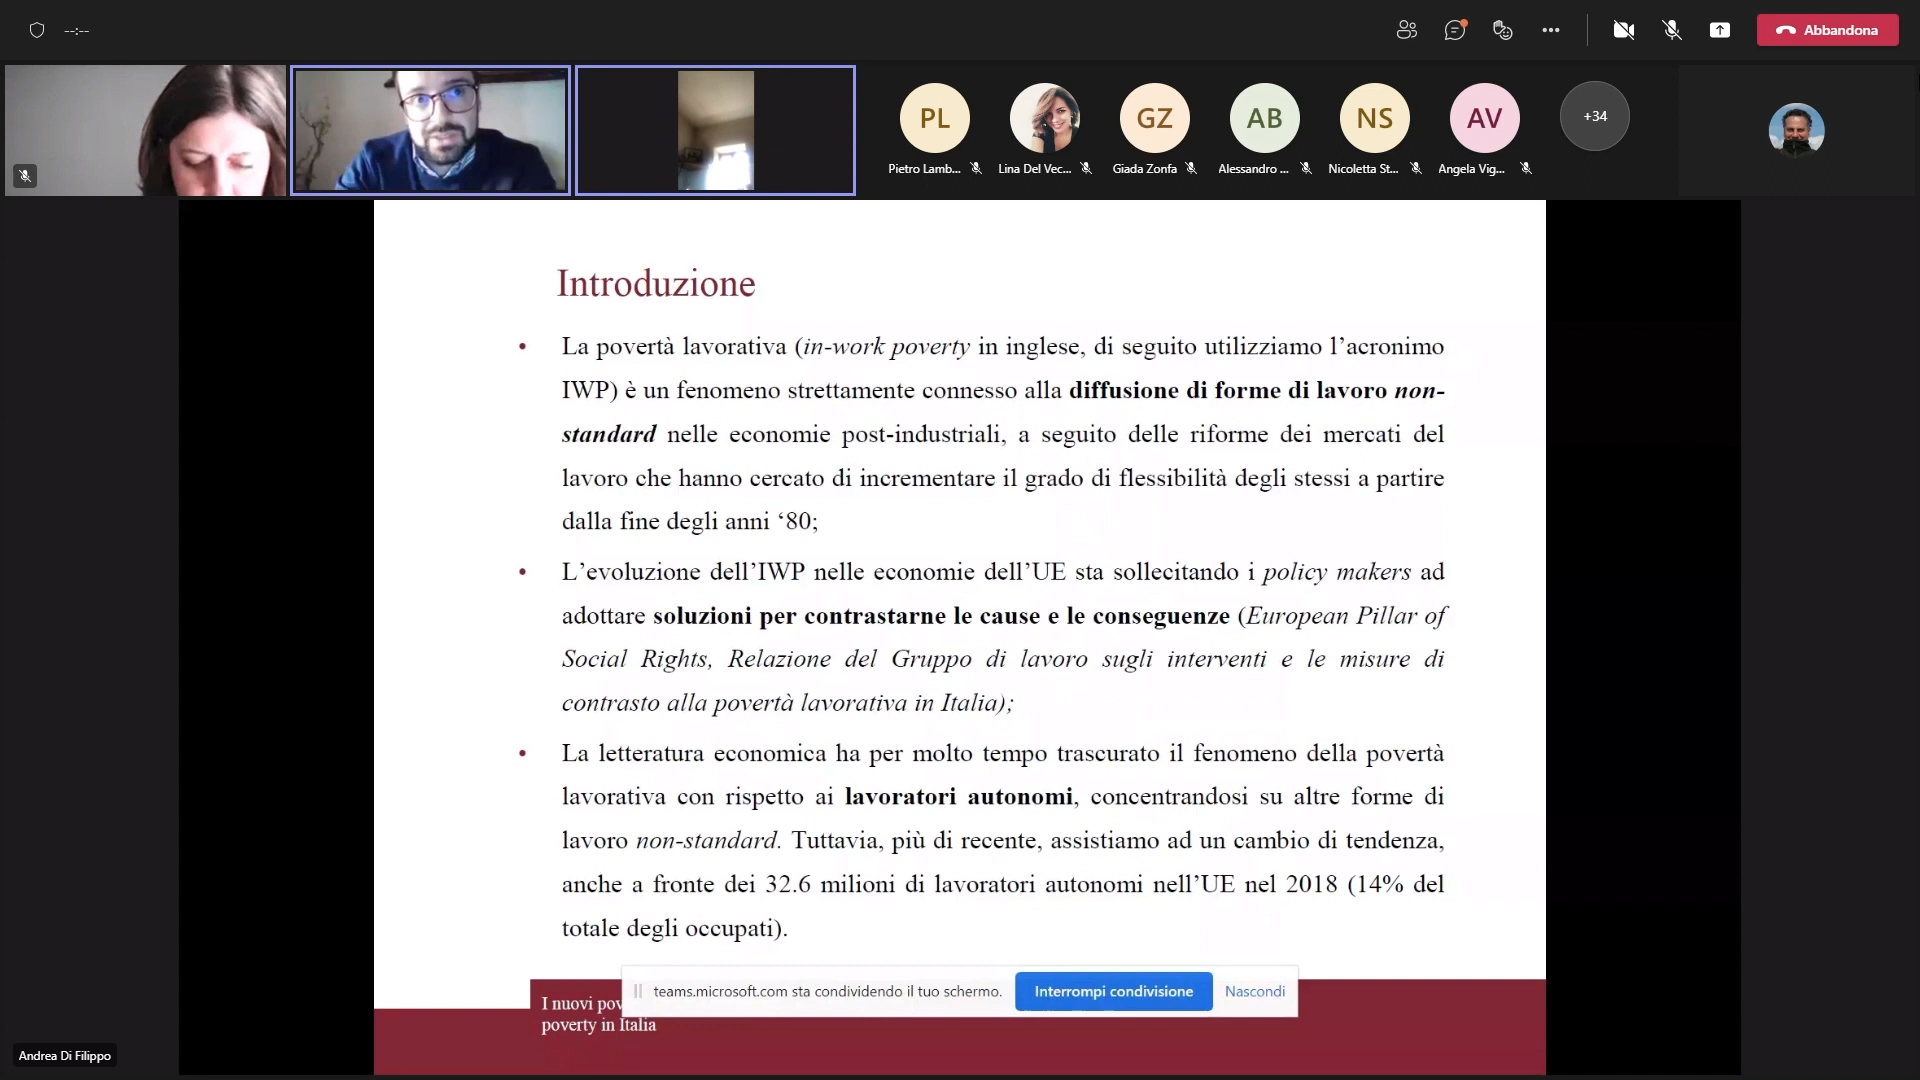 --:--
Abbandona
PL
GZ
AB
NS
AV
+34
Pietro Lamb...
Lina Del Vec...
Giada Zonfa
Alessandro ...
Nicoletta St...
Angela Vig...
Introduzione
• La povertà lavorativa (in-work poverty in inglese, di seguito utilizziamo l’acronimo
IWP) è un fenomeno strettamente connesso alla diffusione di forme di lavoro non-
standard nelle economie post-industriali, a seguito delle riforme dei mercati del
lavoro che hanno cercato di incrementare il grado di flessibilità degli stessi a partire
dalla fine degli anni ‘80;
• L’evoluzione dell’IWP nelle economie dell’UE sta sollecitando i policy makers ad
adottare soluzioni per contrastarne le cause e le conseguenze (European Pillar of
Social Rights, Relazione del Gruppo di lavoro sugli interventi e le misure di
contrasto alla povertà lavorativa in Italia);
• La letteratura economica ha per molto tempo trascurato il fenomeno della povertà
lavorativa con rispetto ai lavoratori autonomi, concentrandosi su altre forme di
lavoro non-standard. Tuttavia, più di recente, assistiamo ad un cambio di tendenza,
anche a fronte dei 32.6 milioni di lavoratori autonomi nell’UE nel 2018 (14% del
totale degli occupati).
teams.microsoft.com sta condividendo il tuo schermo.
Interrompi condivisione
Nascondi
I nuovi
poverty in Italia
Andrea Di Filippo